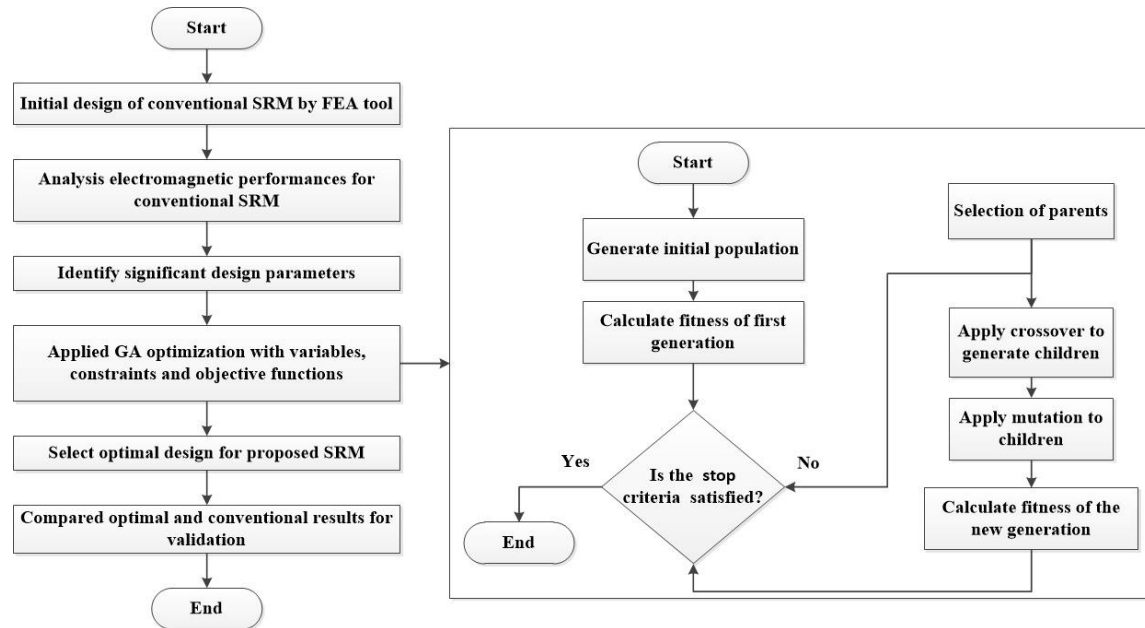 Start
Initial design of conventional SRM by FEA tool
Analysis electromagnetic performances for
conventional SRM
Identify significant design parameters
Applied GA optimization with variables,
constraints and objective functions
Select optimal design for proposed SRM
Compared optimal and conventional results for
validation
End
Start
Generate initial population
Calculate fitness of first
generation
Is the stop
criteria satisfied?
Yes
No
End
Selection of parents
Apply crossover to
generate children
Apply mutation to
children
Calculate fitness of the
new generation